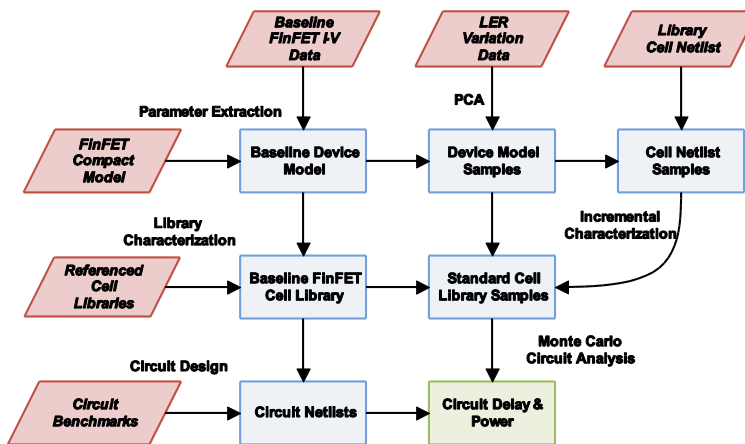 Baseline
FinFET I-V
Data
LER
Variation
Data
Library
Cell Netlist
Parameter Extraction
PCA
FinFET
Compact
Model
Baseline Device
Model
Device Model
Samples
Cell Netlist
Samples
Library
Characterization
Incremental
Characterization
Referenced
Cell
Libraries
Baseline FinFET
Cell Library
Standard Cell
Library Samples
Circuit Design
Monte Carlo
Circuit Analysis
Circuit
Benchmarks
Circuit Netlists
Circuit Delay &
Power